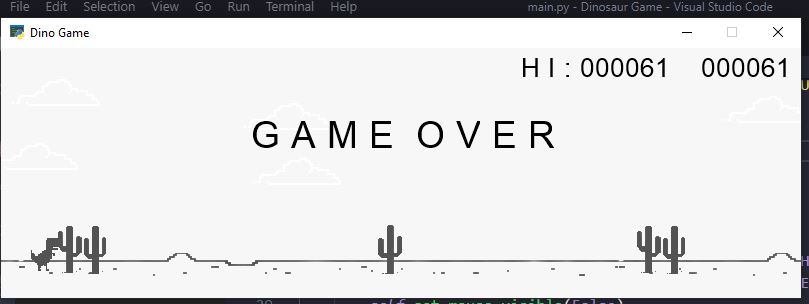 File Edit Selection View Go Run Terminal Help main.py - Dinosaur Game - Visual Studio Code
Dino Game
H I : 000061 000061
G A M E O V E R